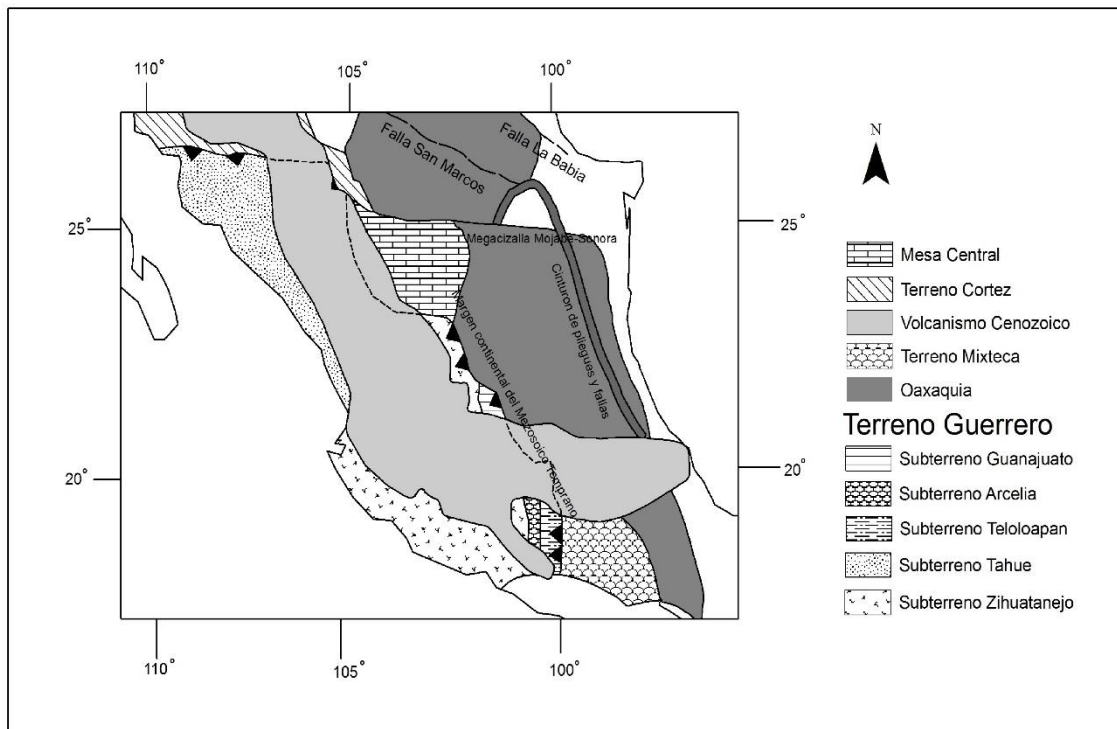 110°
105°
100°
N
Falla San Marcos
Falla La Babia
25°
25°
Megacizalla Mojabe-Sonora
Cinturon de pliegues y fallas
Margen continental del Mezosoico Temprano
20°
20°
110°
105°
100°
Mesa Central
Terreno Cortez
Volcanismo Cenozoico
Terreno Mixteca
Oaxaquia
Terreno Guerrero
Subterreno Guanajuato
Subterreno Arcelia
Subterreno Teloloapan
Subterreno Tahue
Subterreno Zihuatanejo